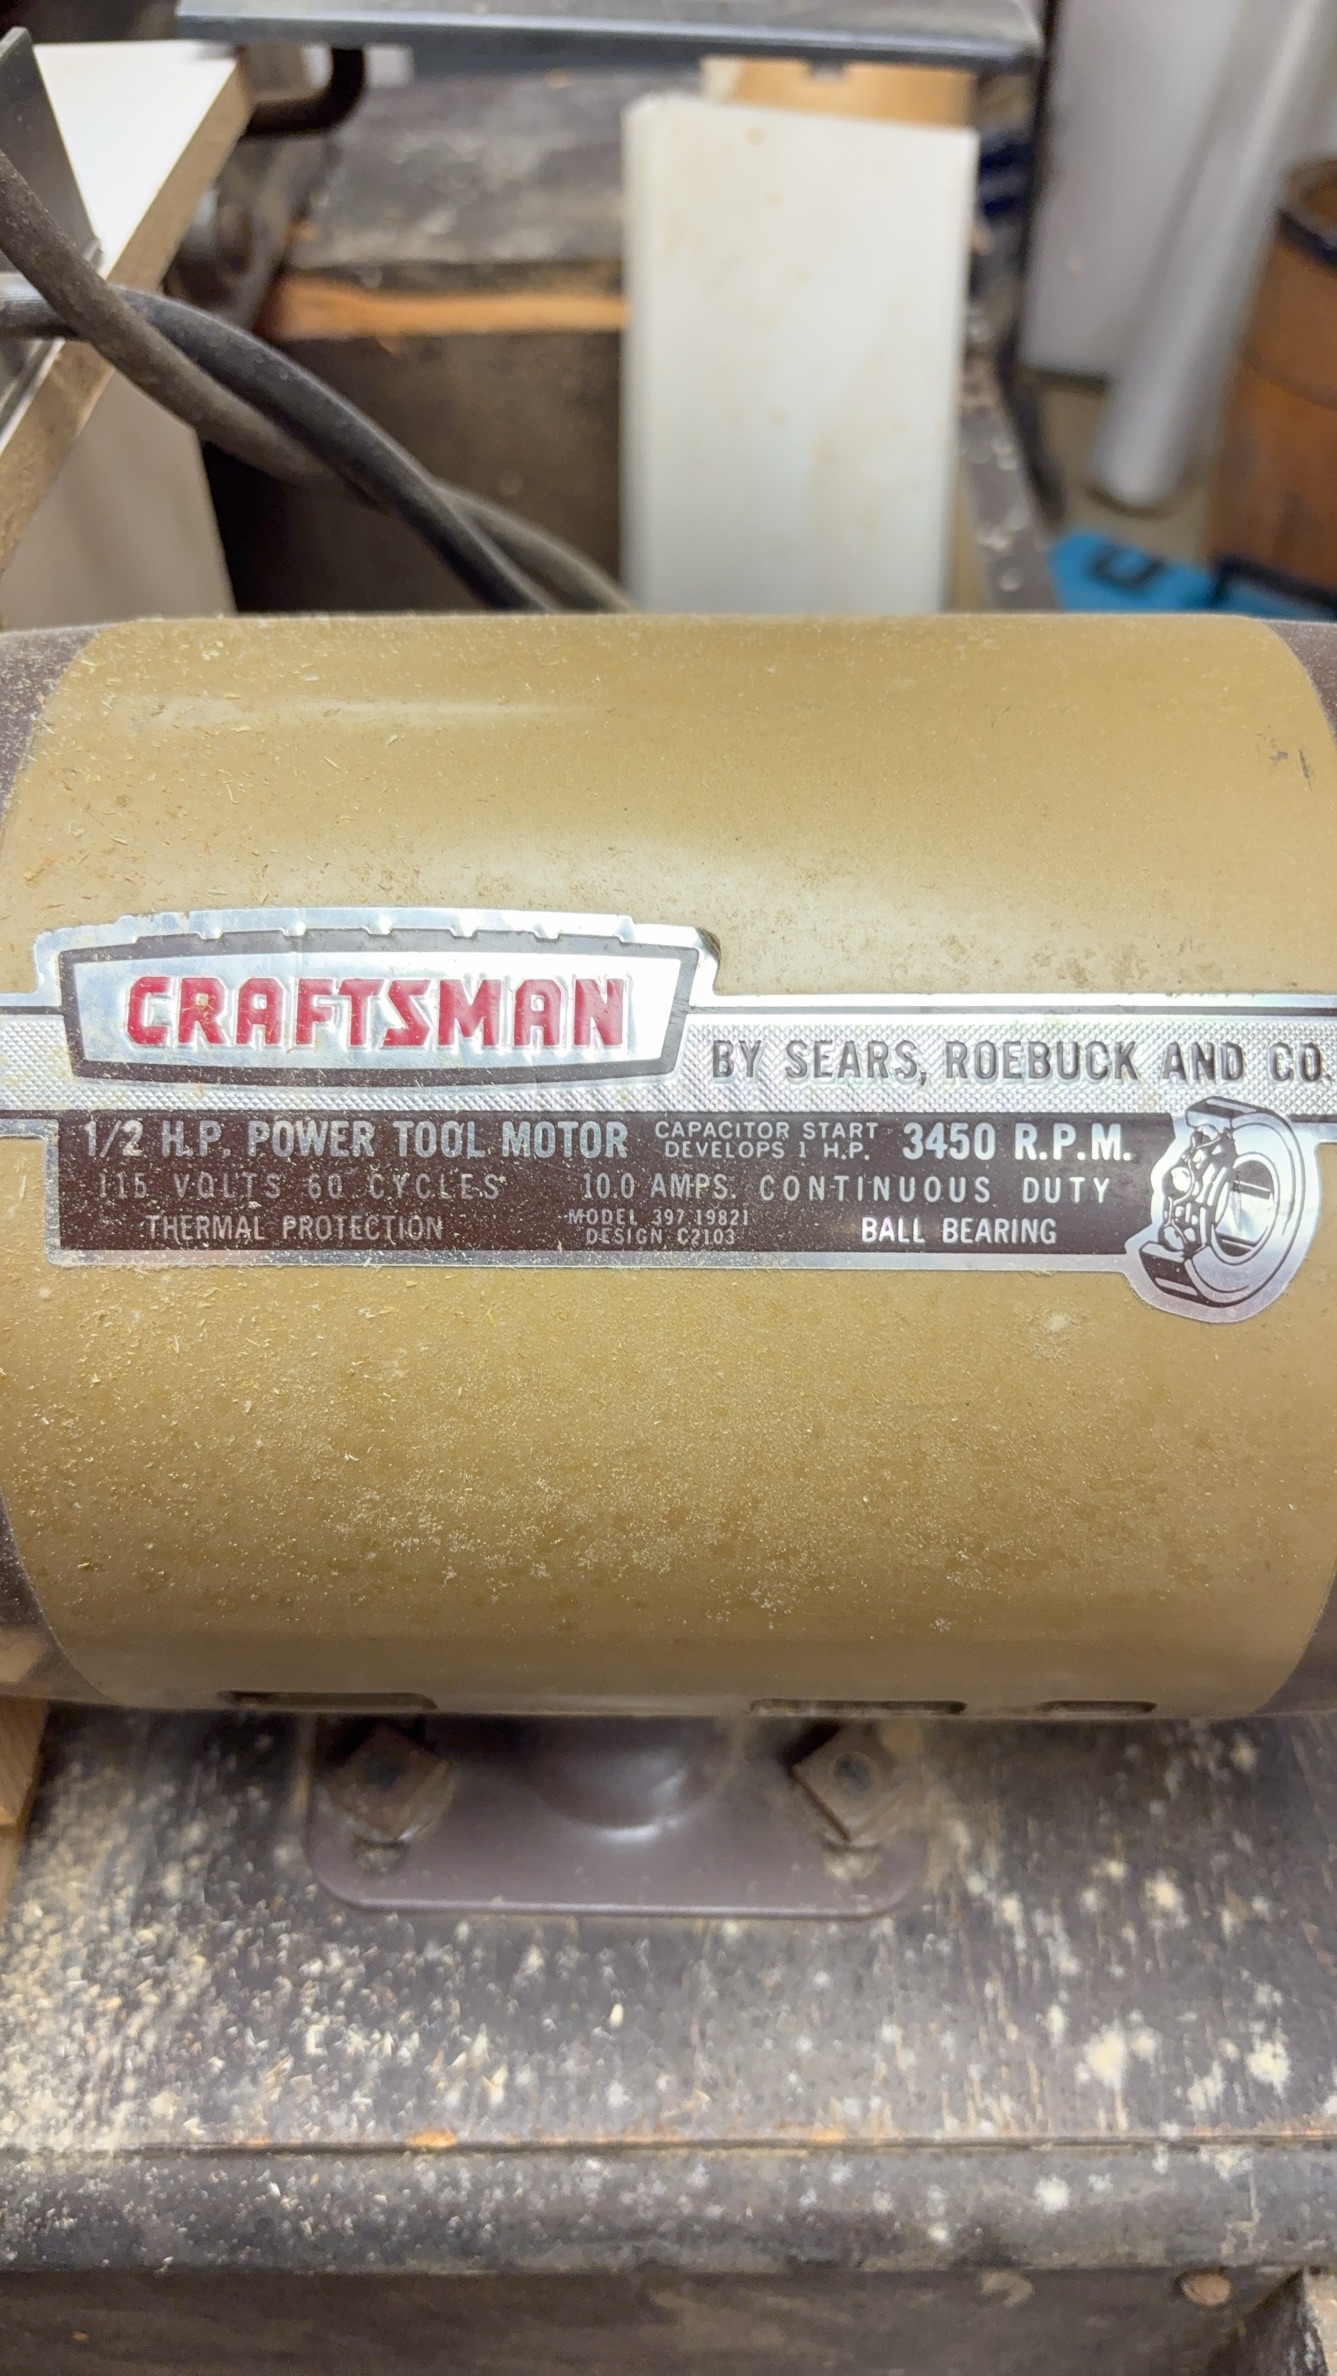 CRAFTSMAN
BY SEARS, ROEBUCK AND CO.
1/2 H.P. POWER TOOL MOTOR CAPACITOR START DEVELOPS 1 H.P. 3450 R.P.M.
115 VOLTS 60 CYCLES 10.0 AMPS. CONTINUOUS DUTY
THERMAL PROTECTION MODEL 397.19821 DESIGN C2103 BALL BEARING